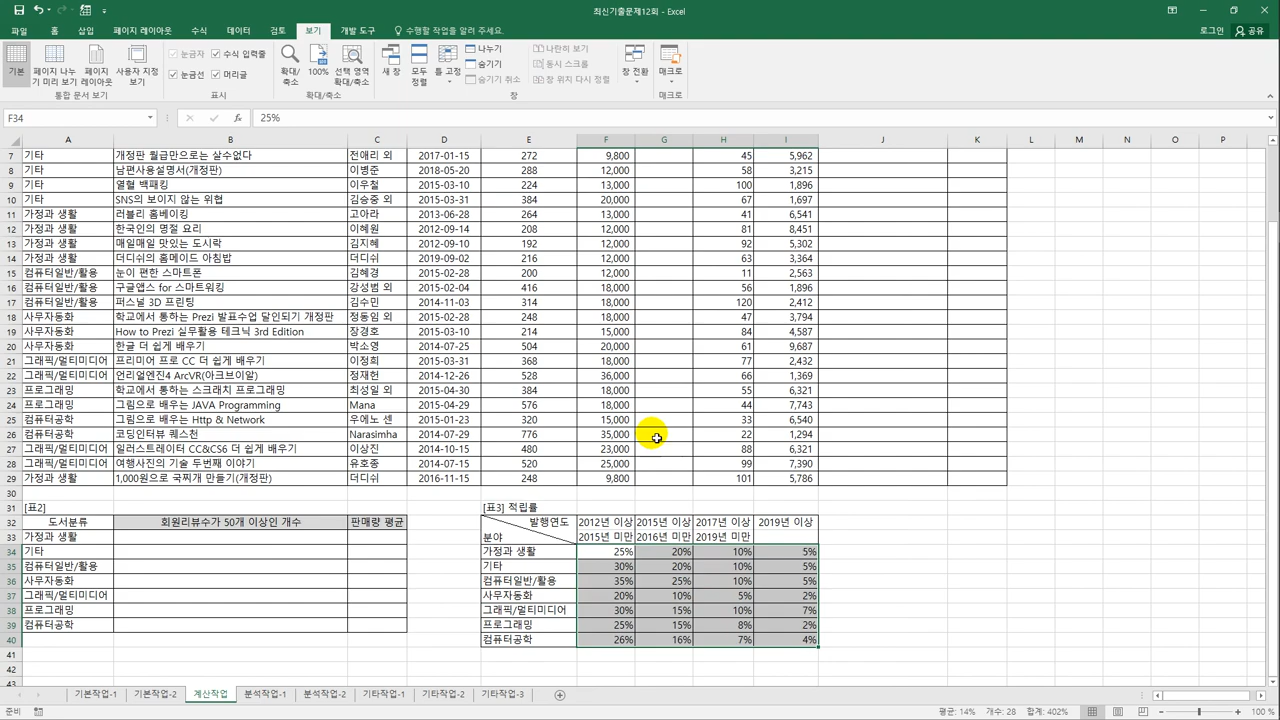 최신기출문제12회 - Excel
파일 홈 삽입 페이지 레이아웃 수식 데이터 검토 보기 개발 도구 수행할 작업을 알려 주세요. 로그인 공유
기본 페이지 나누기 미리 보기 페이지 레이아웃 사용자 지정 보기 눈금자 수식 입력줄 눈금선 머리글 확대/축소 100% 선택 영역 확대/축소 새 창 모두 정렬 틀 고정 나누기 숨기기 숨기기 취소 나란히 보기 동시 스크롤 창 위치 다시 정렬 창 전환 매크로
통합 문서 보기 표시 확대/축소 창 매크로
F34 fx 25%
A B C D E F G H I J K L M N O P
7 기타 개정판 월급만으로는 살수없다 전애리 외 2017-01-15 272 9,800 45 5,962
8 기타 남편사용설명서(개정판) 이병준 2018-05-20 288 12,000 58 3,215
9 기타 열혈 백패킹 이우철 2015-03-10 224 13,000 100 1,896
10 기타 SNS의 보이지 않는 위협 김승중 외 2015-03-31 384 20,000 67 1,697
11 가정과 생활 러블리 홈베이킹 고아라 2013-06-28 264 13,000 41 6,541
12 가정과 생활 한국인의 명절 요리 이혜원 2012-09-14 208 12,000 81 8,451
13 가정과 생활 매일매일 맛있는 도시락 김지혜 2012-09-10 192 12,000 92 5,302
14 가정과 생활 더디쉬의 홈메이드 아침밥 더디쉬 2019-09-02 216 12,000 63 3,364
15 컴퓨터일반/활용 눈이 편한 스마트폰 김혜경 2015-02-28 200 12,000 11 2,563
16 컴퓨터일반/활용 구글앱스 for 스마트워킹 강성범 외 2015-02-04 416 18,000 56 1,896
17 컴퓨터일반/활용 퍼스널 3D 프린팅 김수민 2014-11-03 314 18,000 120 2,412
18 사무자동화 학교에서 통하는 Prezi 발표수업 달인되기 개정판 정동임 외 2015-02-28 248 18,000 47 3,794
19 사무자동화 How to Prezi 실무활용 테크닉 3rd Edition 장경호 2015-03-10 214 15,000 84 4,587
20 사무자동화 한글 더 쉽게 배우기 박소영 2014-07-25 504 20,000 61 9,687
21 그래픽/멀티미디어 프리미어 프로 CC 더 쉽게 배우기 이정희 2015-03-31 368 18,000 77 2,432
22 그래픽/멀티미디어 언리얼엔진4 ArcVR(아크브이알) 정재헌 2014-12-26 528 36,000 66 1,369
23 프로그래밍 학교에서 통하는 스크래치 프로그래밍 최성일 외 2015-04-30 384 18,000 55 6,321
24 프로그래밍 그림으로 배우는 JAVA Programming Mana 2015-04-29 576 18,000 44 7,743
25 컴퓨터공학 그림으로 배우는 Http & Network 우에노 센 2015-01-23 320 15,000 33 6,540
26 컴퓨터공학 코딩인터뷰 퀘스천 Narasimha 2014-07-29 776 35,000 22 1,294
27 그래픽/멀티미디어 일러스트레이터 CC&CS6 더 쉽게 배우기 이상진 2014-10-15 480 23,000 88 6,321
28 그래픽/멀티미디어 여행사진의 기술 두번째 이야기 유호종 2014-07-15 520 25,000 99 7,390
29 가정과 생활 1,000원으로 국찌개 만들기(개정판) 더디쉬 2016-11-15 248 9,800 101 5,786
30
31 [표2] [표3] 적립률
32 도서분류 회원리뷰수가 50개 이상인 개수 판매량 평균 발행연도 2012년 이상 2015년 이상 2017년 이상 2019년 이상
33 가정과 생활 분야 2015년 미만 2016년 미만 2019년 미만
34 기타 가정과 생활 25% 20% 10% 5%
35 컴퓨터일반/활용 기타 30% 20% 10% 5%
36 사무자동화 컴퓨터일반/활용 35% 25% 10% 5%
37 그래픽/멀티미디어 사무자동화 20% 10% 5% 2%
38 프로그래밍 그래픽/멀티미디어 30% 15% 10% 7%
39 컴퓨터공학 프로그래밍 25% 15% 8% 2%
40 컴퓨터공학 26% 16% 7% 4%
41
42
43
기본작업-1 기본작업-2 계산작업 분석작업-1 분석작업-2 기타작업-1 기타작업-2 기타작업-3
준비 평균: 14% 개수: 28 합계: 402% 100 %